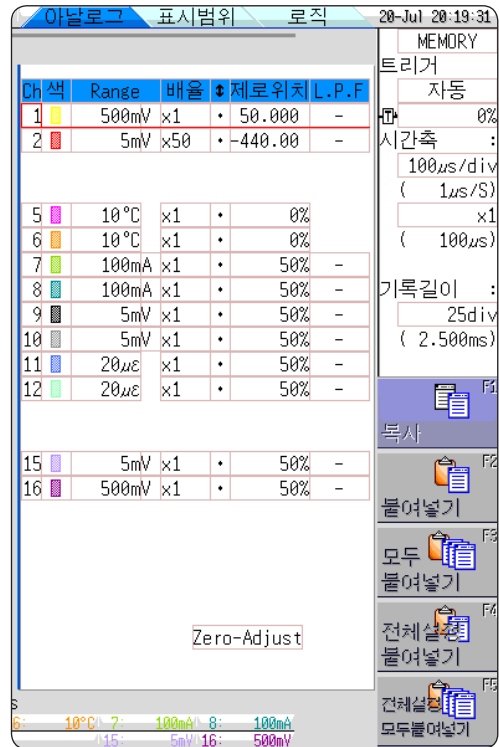 아날로그 표시범위 로직 20-Jul 20:19:31
MEMORY
트리거
자동
T 0%
시간축 :
100µs/div
( 1µs/S)
x1
( 100µs)
기록길이 :
25div
( 2.500ms)
Ch 색 Range 배율 제로위치 L.P.F
1 500mV x1 • 50.000 -
2 5mV x50 • -440.00 -
5 10℃ x1 • 0%
6 10℃ x1 • 0%
7 100mA x1 • 50% -
8 100mA x1 • 50% -
9 5mV x1 • 50% -
10 5mV x1 • 50% -
11 20µε x1 • 50% -
12 20µε x1 • 50% -
15 5mV x1 • 50% -
16 500mV x1 • 50% -
Zero-Adjust
F1
복사
F2
붙여넣기
F3
모두
붙여넣기
F4
전체설정
붙여넣기
F5
전체설정
모두붙여넣기
s
6: 10℃ 7: 100mA 8: 100mA
15: 5mV 16: 500mV